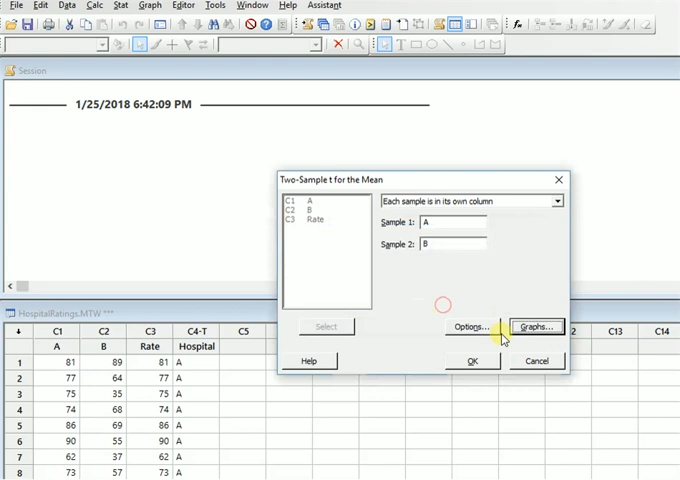 File Edit Data Calc Stat Graph Editor Tools Window Help Assistant
Session
1/25/2018 6:42:09 PM
Two-Sample t for the Mean
C1 A
C2 B
C3 Rate
Each sample is in its own column
Sample 1: A
Sample 2: B
Select
Options...
Graphs...
Help
OK
Cancel
HospitalRatings.MTW ***
C1 C2 C3 C4-T C5 2 C13 C14
A B Rate Hospital
1 81 89 81 A
2 77 64 77 A
3 75 35 75 A
4 74 68 74 A
5 86 69 86 A
6 90 55 90 A
7 62 37 62 A
8 73 57 73 A